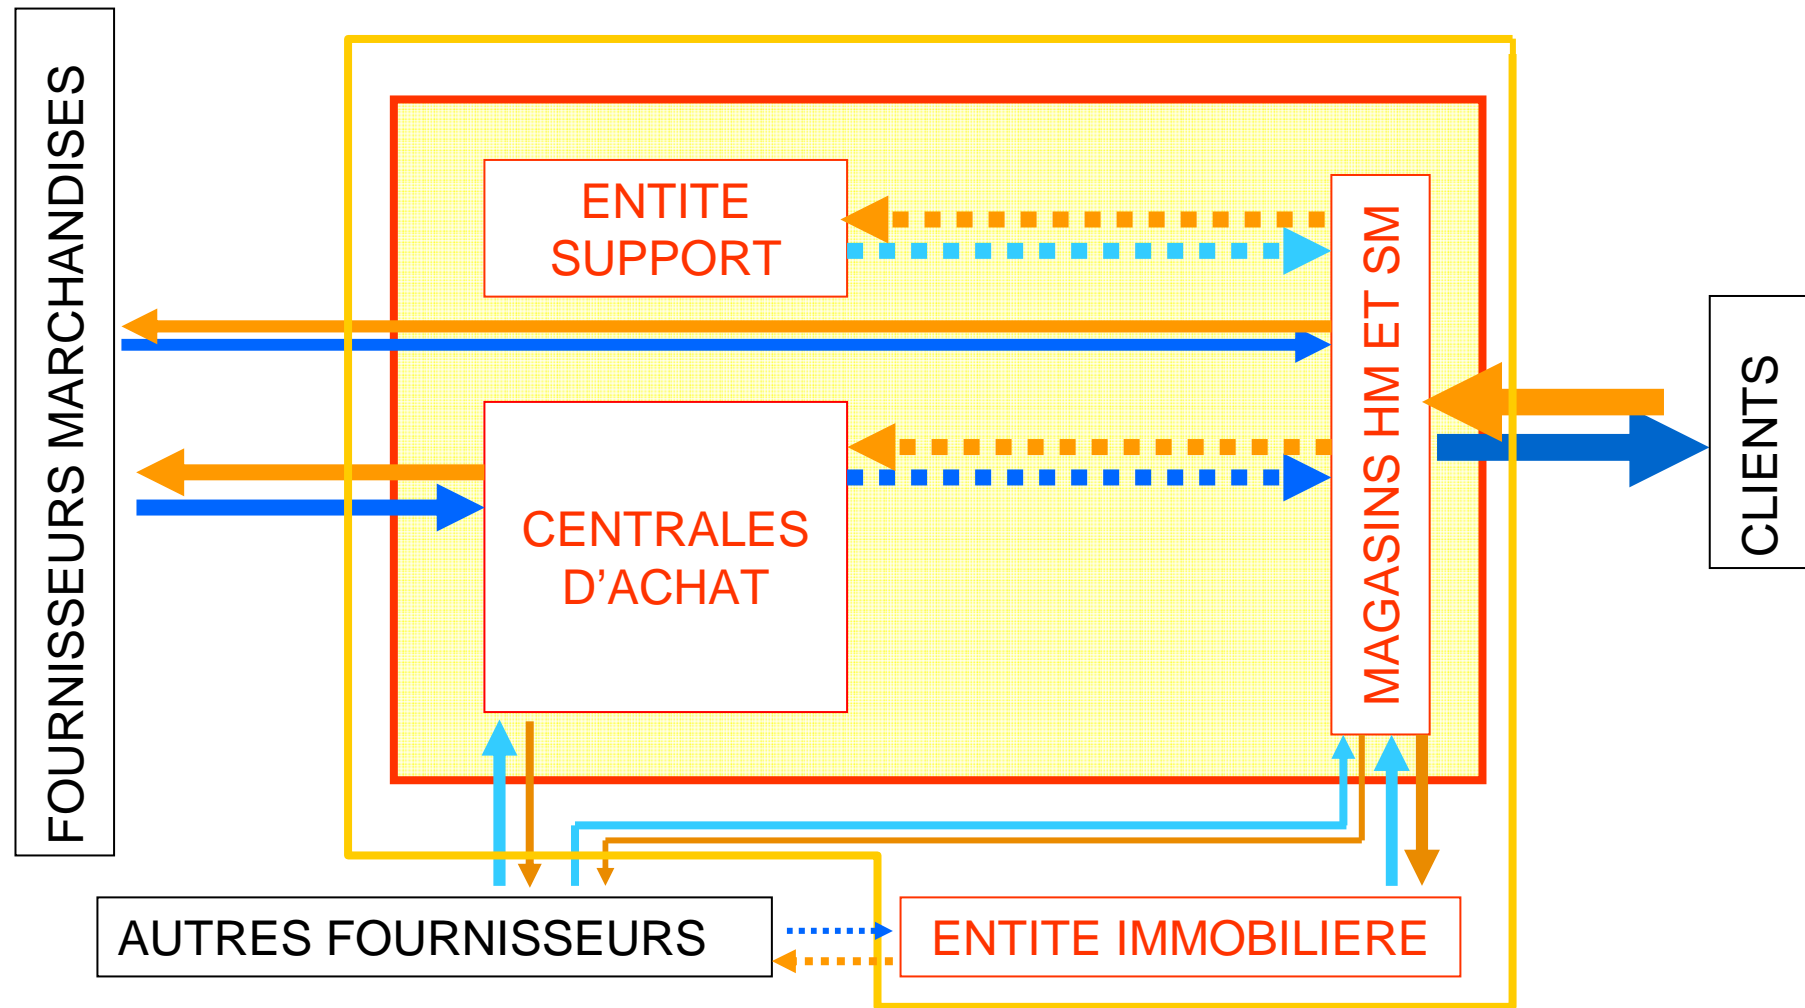 FOURNISSEURS MARCHANDISES
ENTITE
SUPPORT
CENTRALES
D’ACHAT
MAGASINS HM ET SM
CLIENTS
AUTRES FOURNISSEURS
ENTITE IMMOBILIERE